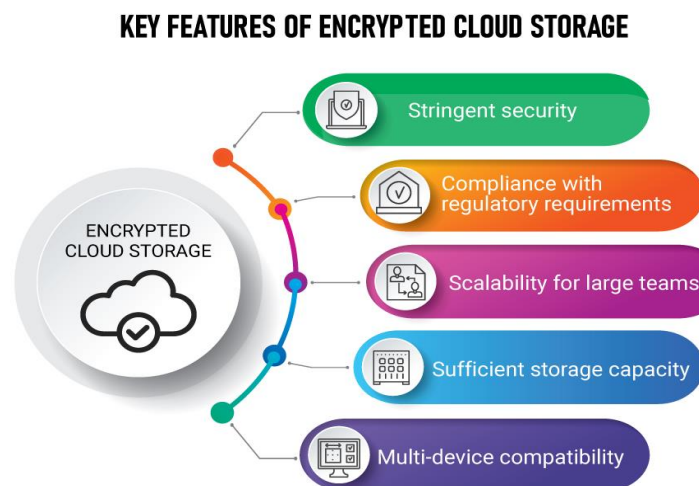 KEY FEATURES OF ENCRYPTED CLOUD STORAGE
ENCRYPTED
CLOUD STORAGE
Stringent security
Compliance with
regulatory requirements
Scalability for large teams
Sufficient storage capacity
Multi-device compatibility